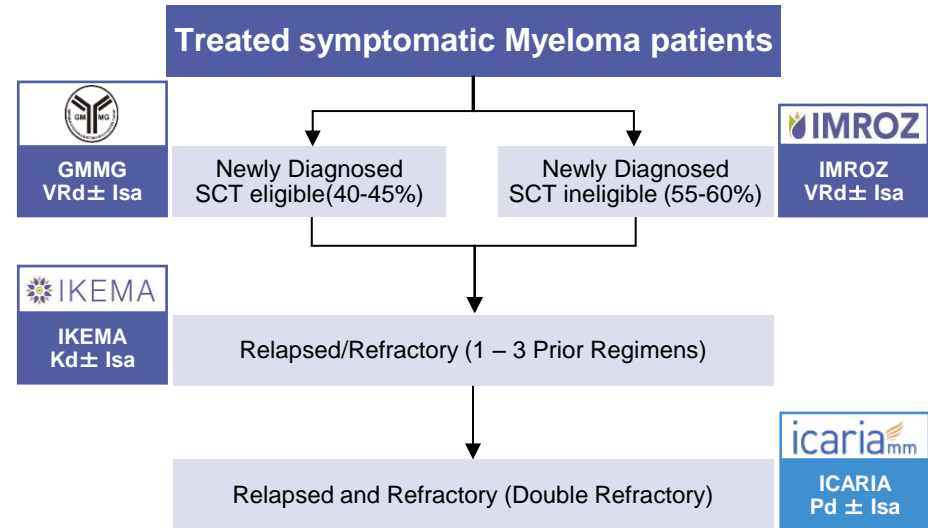 Treated symptomatic Myeloma patients
GM MG
GMMG
VRd± Isa
Newly Diagnosed
SCT eligible(40-45%)
Newly Diagnosed
SCT ineligible (55-60%)
IMROZ
IMROZ
VRd± Isa
IKEMA
IKEMA
Kd± Isa
Relapsed/Refractory (1 – 3 Prior Regimens)
Relapsed and Refractory (Double Refractory)
icaria mm
ICARIA
Pd ± Isa